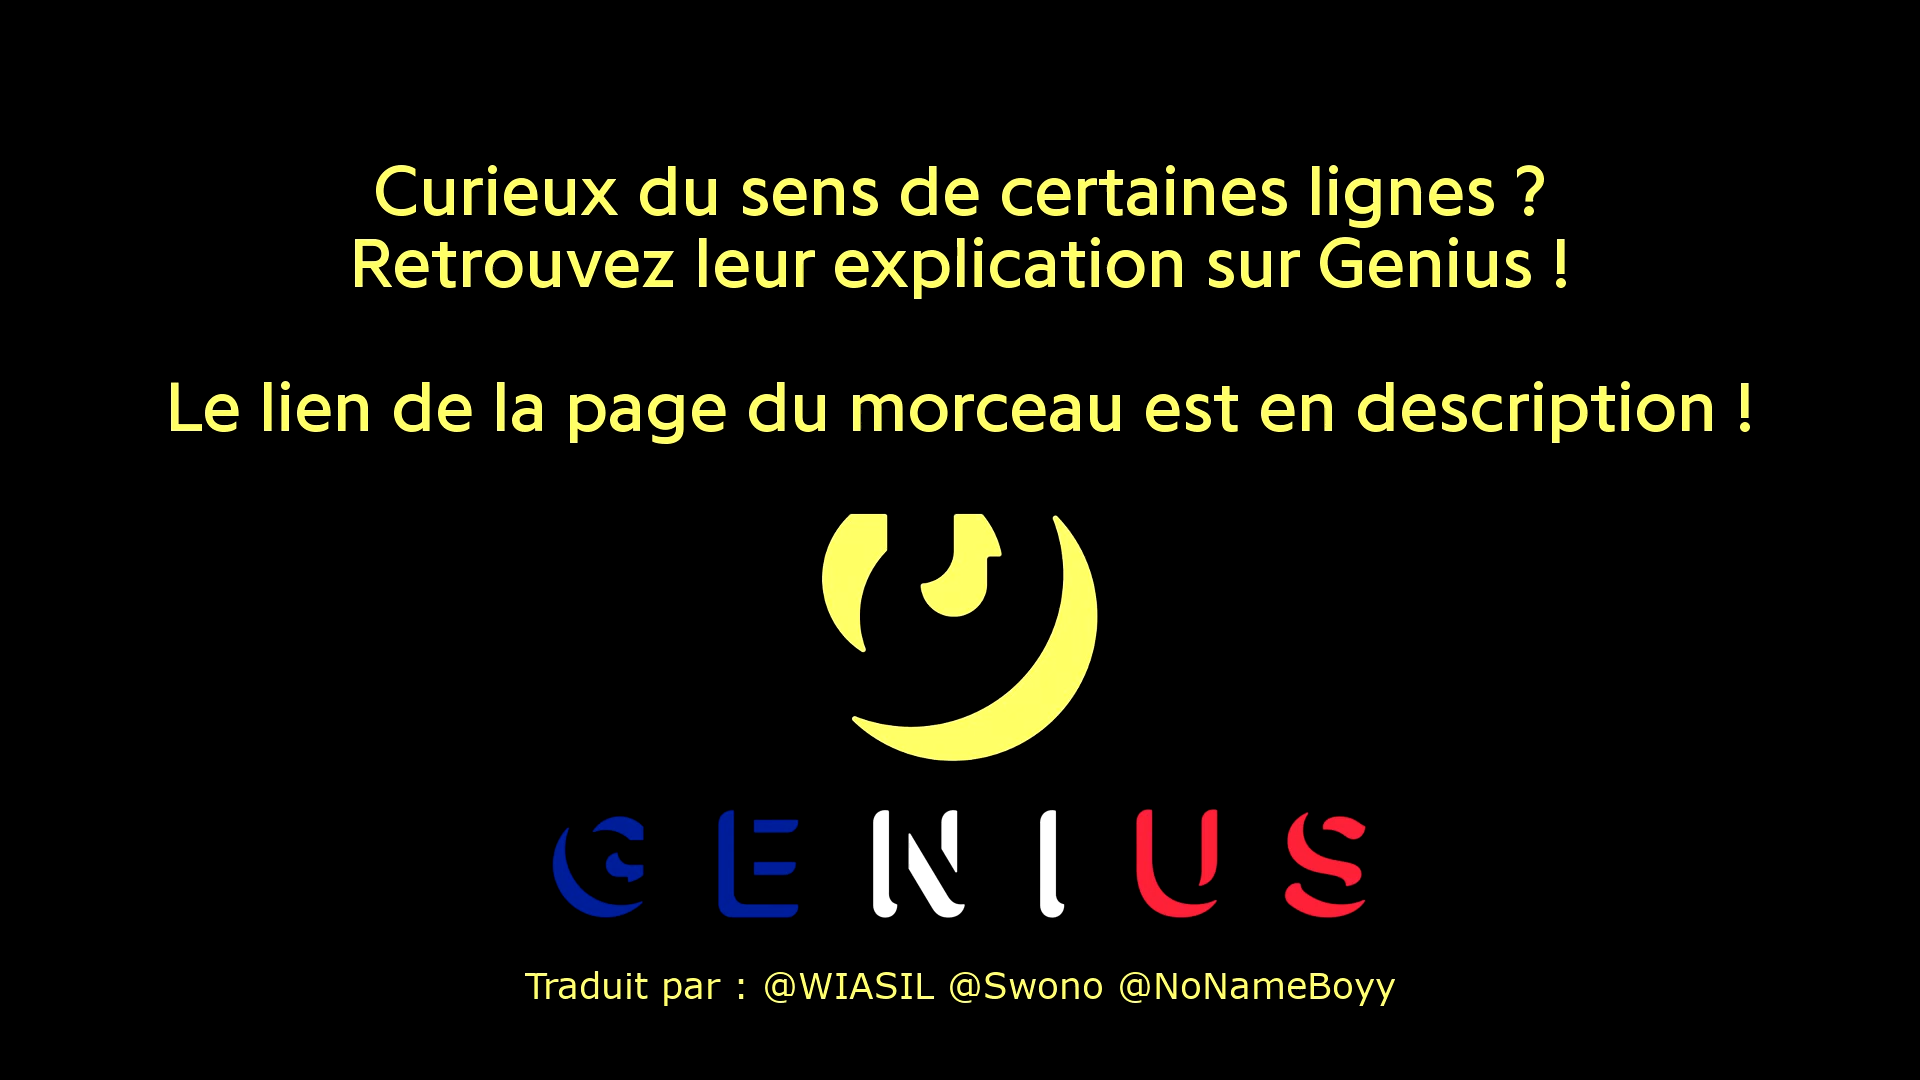 Curieux du sens de certaines lignes ?
Retrouvez leur explication sur Genius !
Le lien de la page du morceau est en description !
GENIUS
Traduit par : @WIASIL @Swono @NoNameBoyy